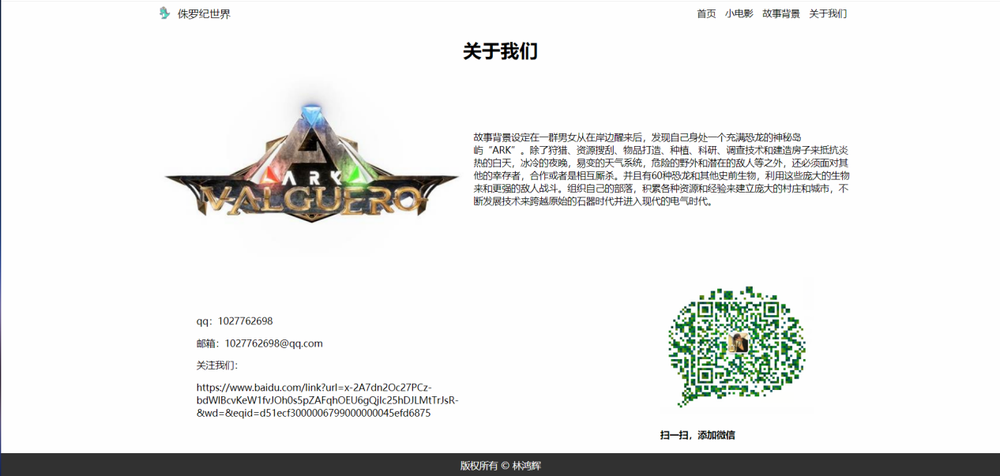 侏罗纪世界
首页 小电影 故事背景 关于我们
关于我们
ARK
VALGUERO
故事背景设定在一群男女从在岸边醒来后，发现自己身处一个充满恐龙的神秘岛
屿“ARK”。除了狩猎、资源搜刮、物品打造、种植、科研、调查技术和建造房子来抵抗炎
热的白天，冰冷的夜晚，易变的天气系统，危险的野外和潜在的敌人等之外，还必须面对其
他的幸存者，合作或者是相互厮杀。并且有60种恐龙和其他史前生物，利用这些庞大的生物
来和更强的敌人战斗。组织自己的部落，积累各种资源和经验来建立庞大的村庄和城市，不
断发展技术来跨越原始的石器时代并进入现代的电气时代。
qq：1027762698
邮箱：1027762698@qq.com
关注我们：
https://www.baidu.com/link?url=x-2A7dn2Oc27PCz-
bdWlBcvKeW1fvJOh0s5pZAFqhOEU6gQjIc25hDJLMtTrJsR-
&wd=&eqid=d51ecf3000006799000000045efd6875
扫一扫，添加微信
版权所有 © 林鸿辉